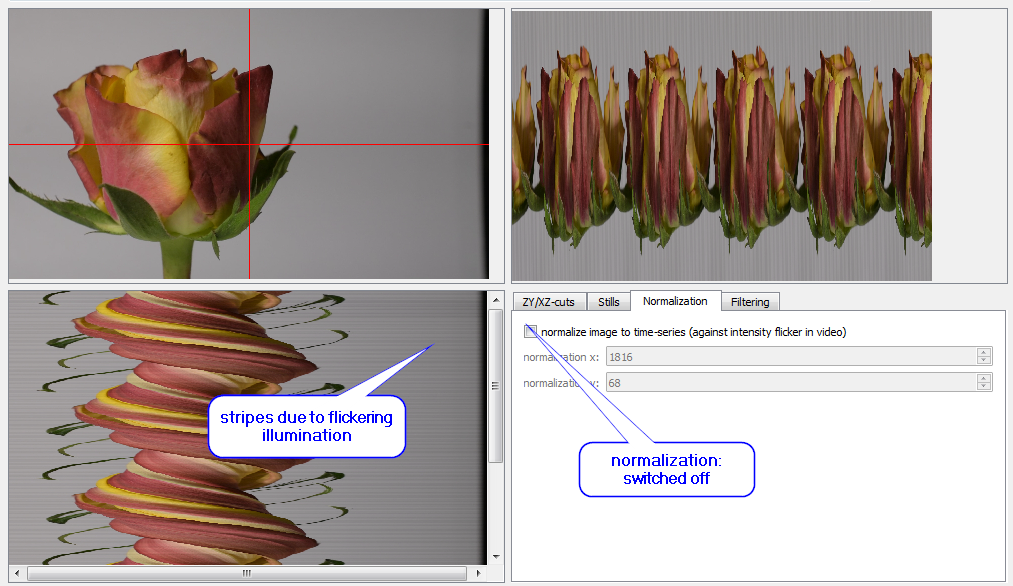 ZY/XZ-cuts Stills Normalization Filtering
normalize image to time-series (against intensity flicker in video)
normalization x: 1816
normalization y: 68
stripes due to flickering
illumination
normalization:
switched off